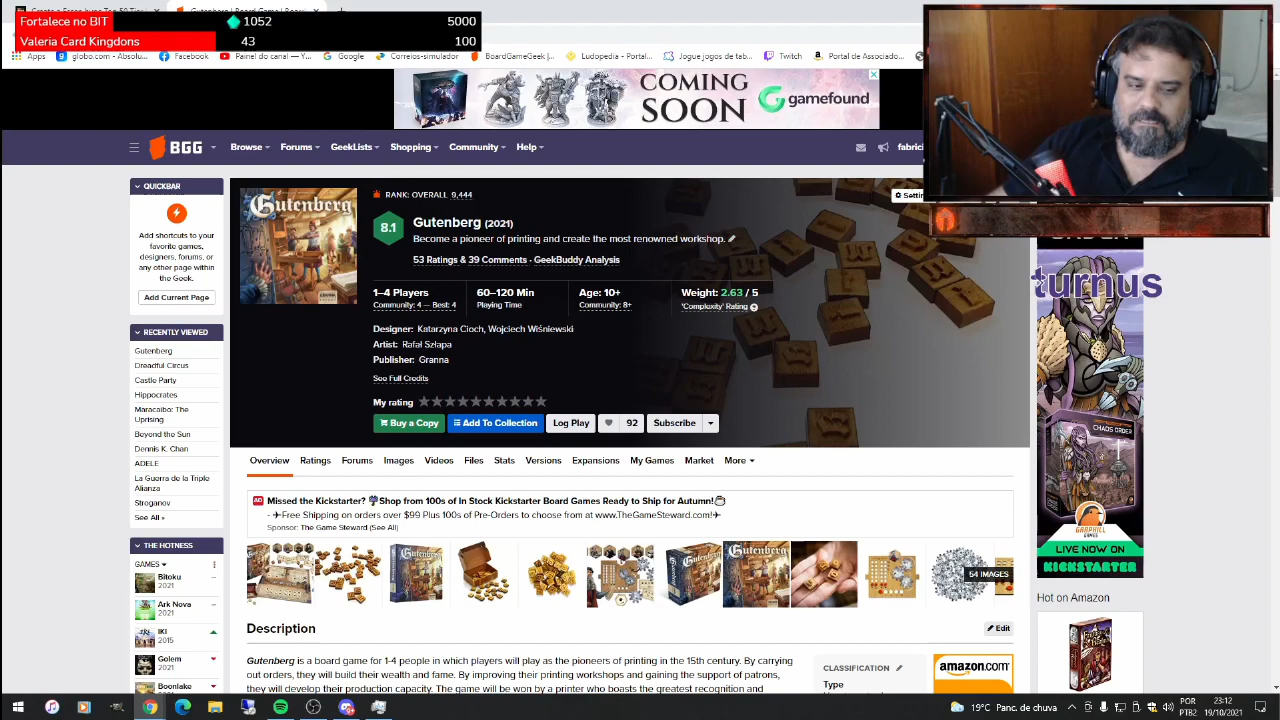 Gutenberg | Board Game | Board
Fortalece no BIT 1052 5000
Valeria Card Kingdons 43 100
Apps globo.com - Absolu... Facebook Painel do canal — Y... Google Correios-simulador BoardGameGeek |... Ludopedia - Portal... Jogue jogos de tab... Twitch Portal de Associado...
COMING SOON gamefound
BGG Browse Forums GeekLists Shopping Community Help fabrici
QUICKBAR
Add shortcuts to your
favorite games,
designers, forums,
or any other page within
the Geek.
Add Current Page
RECENTLY VIEWED
Gutenberg
Dreadful Circus
Castle Party
Hippocrates
Maracaibo: The
Uprising
Beyond the Sun
Dennis K. Chan
ADELE
La Guerra de la Triple
Alianza
Stroganov
See All »
THE HOTNESS
GAMES
Bitoku
2021
Ark Nova
2021
IKI
2015
Golem
2021
Boonlake
Gutenberg
RANK: OVERALL 9,444
8.1
Gutenberg (2021)
Become a pioneer of printing and create the most renowned workshop.
53 Ratings & 39 Comments · GeekBuddy Analysis
1–4 Players
Community: 4 — Best: 4
60–120 Min
Playing Time
Age: 10+
Community: 8+
Weight: 2.63 / 5
'Complexity' Rating
Designer: Katarzyna Cioch, Wojciech Wiśniewski
Artist: Rafał Szłapa
Publisher: Granna
See Full Credits
My rating
Buy a Copy Add To Collection Log Play 92 Subscribe
Overview Ratings Forums Images Videos Files Stats Versions Expansions My Games Market More
AD Missed the Kickstarter? Shop from 100s of In Stock Kickstarter Board Games Ready to Ship for Autumn!
- ✈Free Shipping on orders over $99 Plus 100s of Pre-Orders to choose from at www.TheGameSteward.com!✈
Sponsor: The Game Steward (See All)
54 IMAGES
Description
Edit
Gutenberg is a board game for 1-4 people in which players will play as the pioneers of printing in the 15th century. By carrying
out orders, they will build their wealth and fame. By improving their printing workshops and gaining the support of patrons,
they will develop their production capacity. The game will be won by a printer who boasts the greatest recognition and
CLASSIFICATION
Type
amazon.com
turnus
CHAOS ORDER
GRAPHILL
GAMES
LIVE NOW ON
KICKSTARTER
Hot on Amazon
19°C Panc. de chuva POR 23:12
19/10/2021